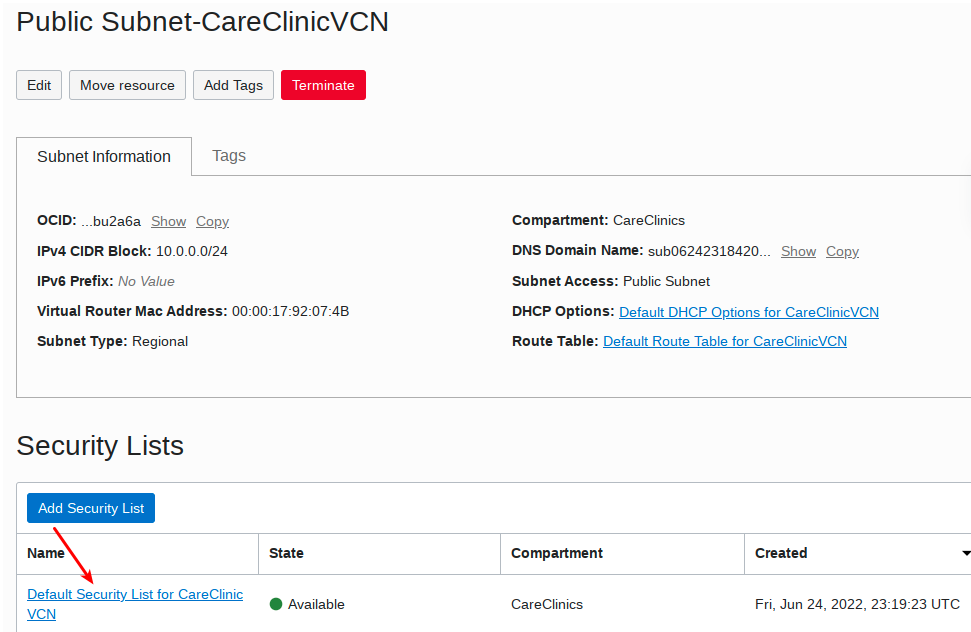 Public Subnet-CareClinicVCN
Edit Move resource Add Tags Terminate
Subnet Information Tags
OCID: ...bu2a6a Show Copy
IPv4 CIDR Block: 10.0.0.0/24
IPv6 Prefix: No Value
Virtual Router Mac Address: 00:00:17:92:07:4B
Subnet Type: Regional
Compartment: CareClinics
DNS Domain Name: sub06242318420... Show Copy
Subnet Access: Public Subnet
DHCP Options: Default DHCP Options for CareClinicVCN
Route Table: Default Route Table for CareClinicVCN
Security Lists
Add Security List
Name State Compartment Created
Default Security List for CareClinic
VCN
Available CareClinics Fri, Jun 24, 2022, 23:19:23 UTC